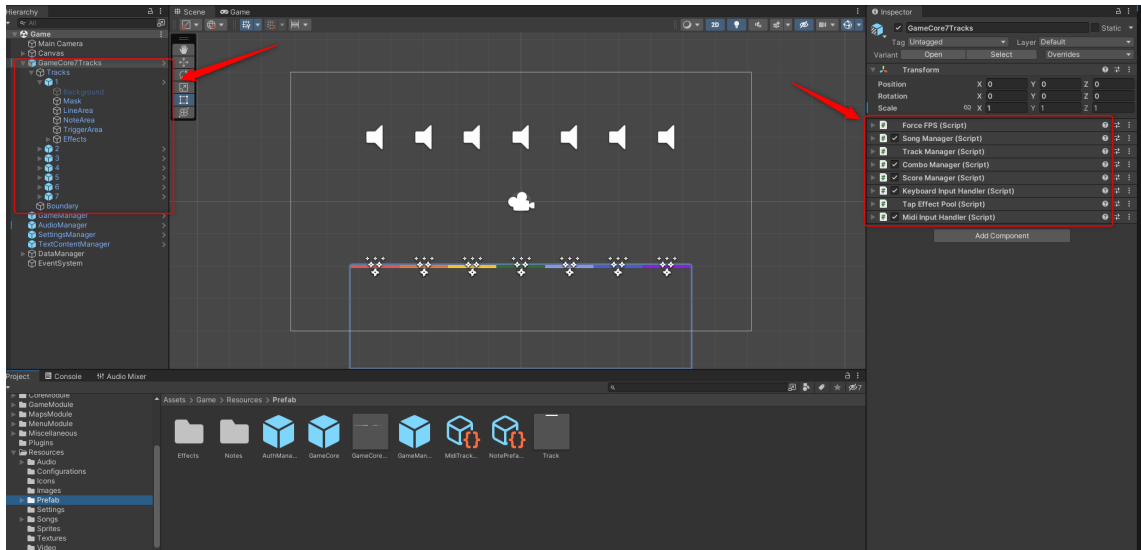 Hierarchy
All
Game
Main Camera
Canvas
GameCore7Tracks
Tracks
1
Background
Mask
LineArea
NoteArea
TriggerArea
Effects
2
3
4
5
6
7
Boundary
GameManager
AudioManager
SettingsManager
TextContentManager
DataManager
EventSystem
Scene Game
2D
Inspector
GameCore7Tracks Static
Tag Untagged Layer Default
Variant Open Select Overrides
Transform
Position X 0 Y 0 Z 0
Rotation X 0 Y 0 Z 0
Scale X 1 Y 1 Z 1
Force FPS (Script)
Song Manager (Script)
Track Manager (Script)
Combo Manager (Script)
Score Manager (Script)
Keyboard Input Handler (Script)
Tap Effect Pool (Script)
Midi Input Handler (Script)
Add Component
Project Console Audio Mixer
7
CoreModule
GameModule
MapsModule
MenuModule
Miscellaneous
Plugins
Resources
Audio
Configurations
Icons
Images
Prefab
Settings
Songs
Sprites
Textures
Video
Assets > Game > Resources > Prefab
Effects Notes AuthMana... GameCore GameCore... GameMan... MidiTrack... NotePrefa... Track